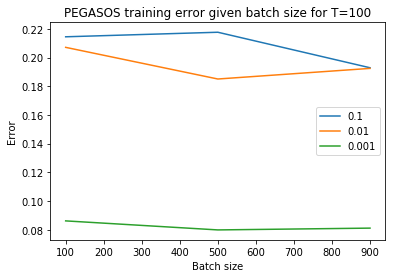 PEGASOS training error given batch size for T=100
0.22
0.20
0.18
0.16
0.14
0.12
0.10
0.08
Error
0.1
0.01
0.001
100 200 300 400 500 600 700 800 900
Batch size